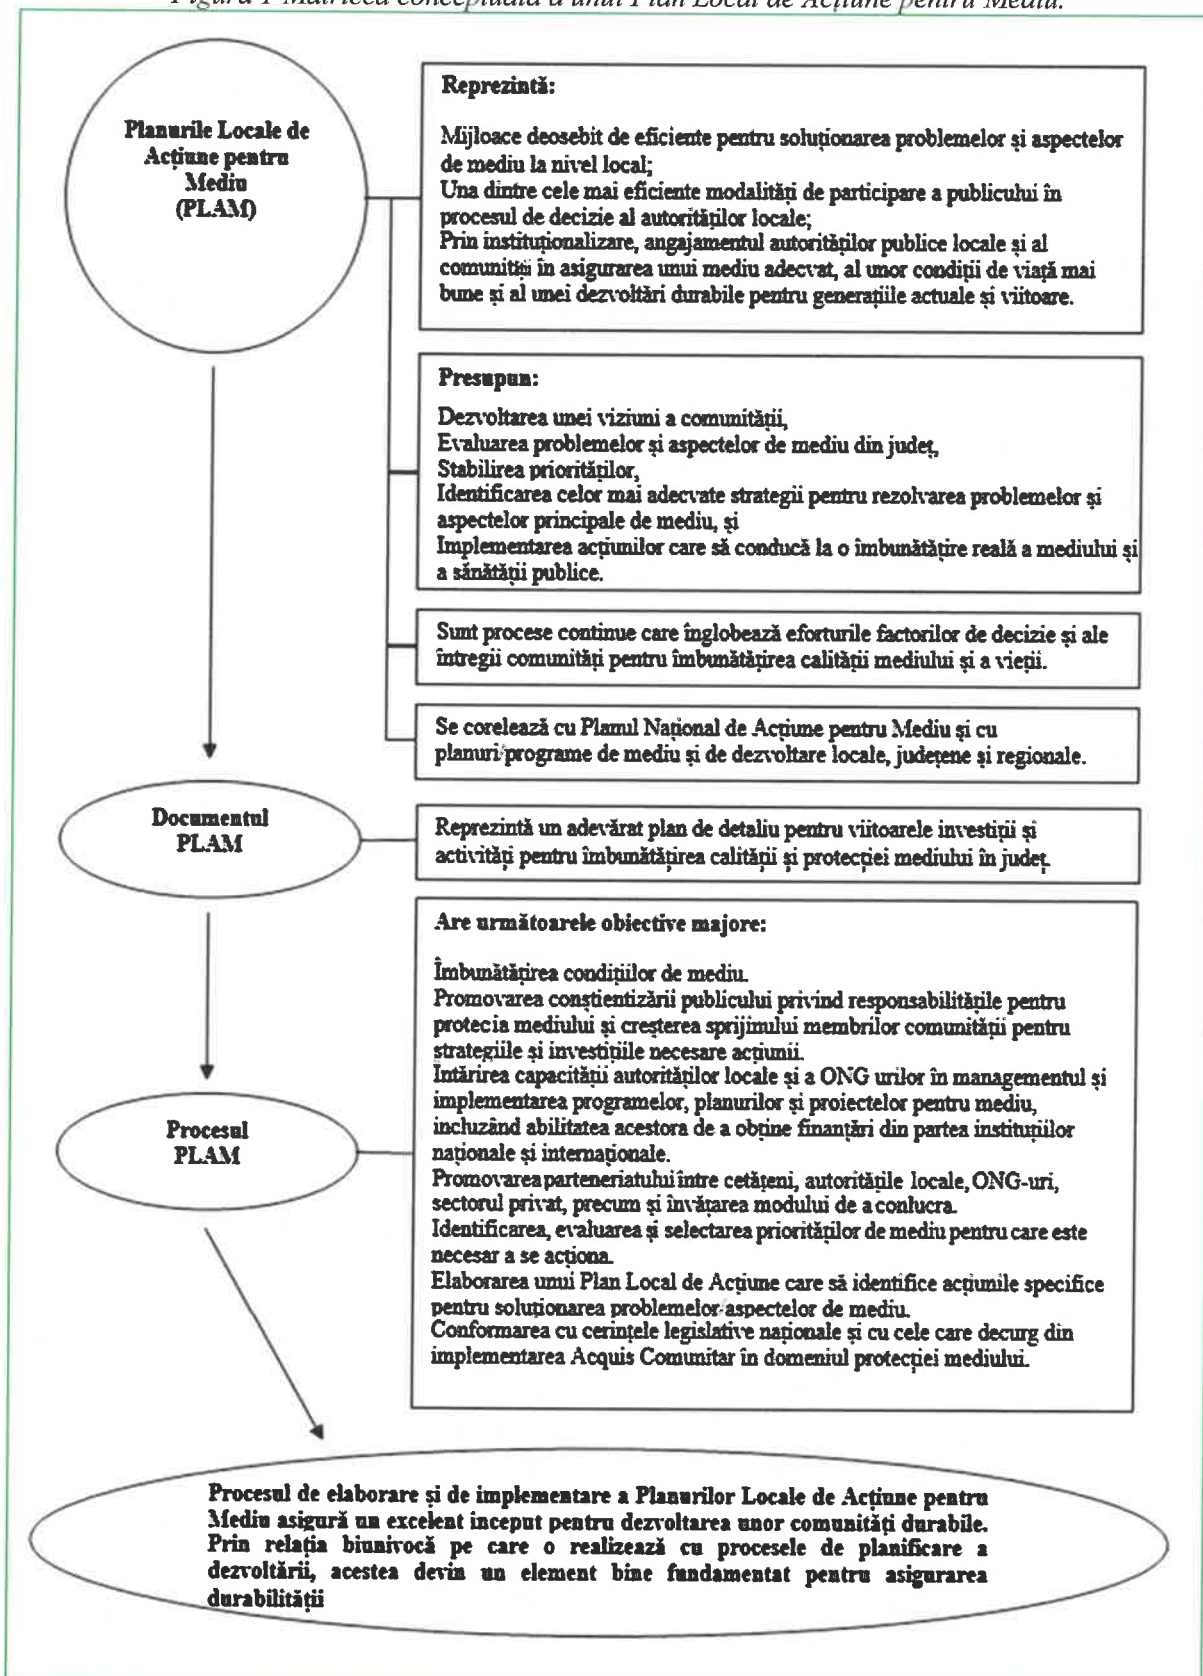 Figura 1 Matricea conceptuală a unui Plan Local de Acțiune pentru Mediu.
Planurile Locale de
Acțiune pentru
Mediu
(PLAM)
Reprezintă:
Mijloace deosebit de eficiente pentru soluționarea problemelor și aspectelor
de mediu la nivel local;
Una dintre cele mai eficiente modalități de participare a publicului în
procesul de decizie al autorităților locale;
Prin instituționalizare, angajamentul autorităților publice locale și al
comunității în asigurarea unui mediu adecvat, al unor condiții de viață mai
bune și al unei dezvoltări durabile pentru generațiile actuale și viitoare.
Presupun:
Dezvoltarea unei viziuni a comunității,
Evaluarea problemelor și aspectelor de mediu din județ,
Stabilirea priorităților,
Identificarea celor mai adecvate strategii pentru rezolvarea problemelor și
aspectelor principale de mediu, și
Implementarea acțiunilor care să conducă la o îmbunătățire reală a mediului și
a sănătății publice.
Sunt procese continue care înglobează eforturile factorilor de decizie și ale
întregii comunități pentru îmbunătățirea calității mediului și a vieții.
Se corelează cu Planul Național de Acțiune pentru Mediu și cu
planuri/programe de mediu și de dezvoltare locale, județene și regionale.
Documentul
PLAM
Reprezintă un adevărat plan de detaliu pentru viitoarele investiții și
activități pentru îmbunătățirea calității și protecției mediului în județ.
Are următoarele obiective majore:
Îmbunătățirea condițiilor de mediu.
Promovarea conștientizării publicului privind responsabilitățile pentru
protecia mediului și creșterea sprijinului membrilor comunității pentru
strategiile și investițiile necesare acțiunii.
Întărirea capacității autorităților locale și a ONG urilor în managementul și
implementarea programelor, planurilor și proiectelor pentru mediu,
incluzând abilitatea acestora de a obține finanțări din partea instituțiilor
naționale și internaționale.
Promovarea parteneriatului între cetățeni, autoritățile locale, ONG-uri,
sectorul privat, precum și învățarea modului de a conlucra.
Identificarea, evaluarea și selectarea priorităților de mediu pentru care este
necesar a se acționa.
Elaborarea unui Plan Local de Acțiune care să identifice acțiunile specifice
pentru soluționarea problemelor-aspectelor de mediu.
Conformarea cu cerințele legislative naționale și cu cele care decurg din
implementarea Acquis Comunitar în domeniul protecției mediului.
Procesul
PLAM
Procesul de elaborare și de implementare a Planurilor Locale de Acțiune pentru
Mediu asigură un excelent început pentru dezvoltarea unor comunități durabile.
Prin relația biunivocă pe care o realizează cu procesele de planificare a
dezvoltării, acestea devin un element bine fundamentat pentru asigurarea
durabilității